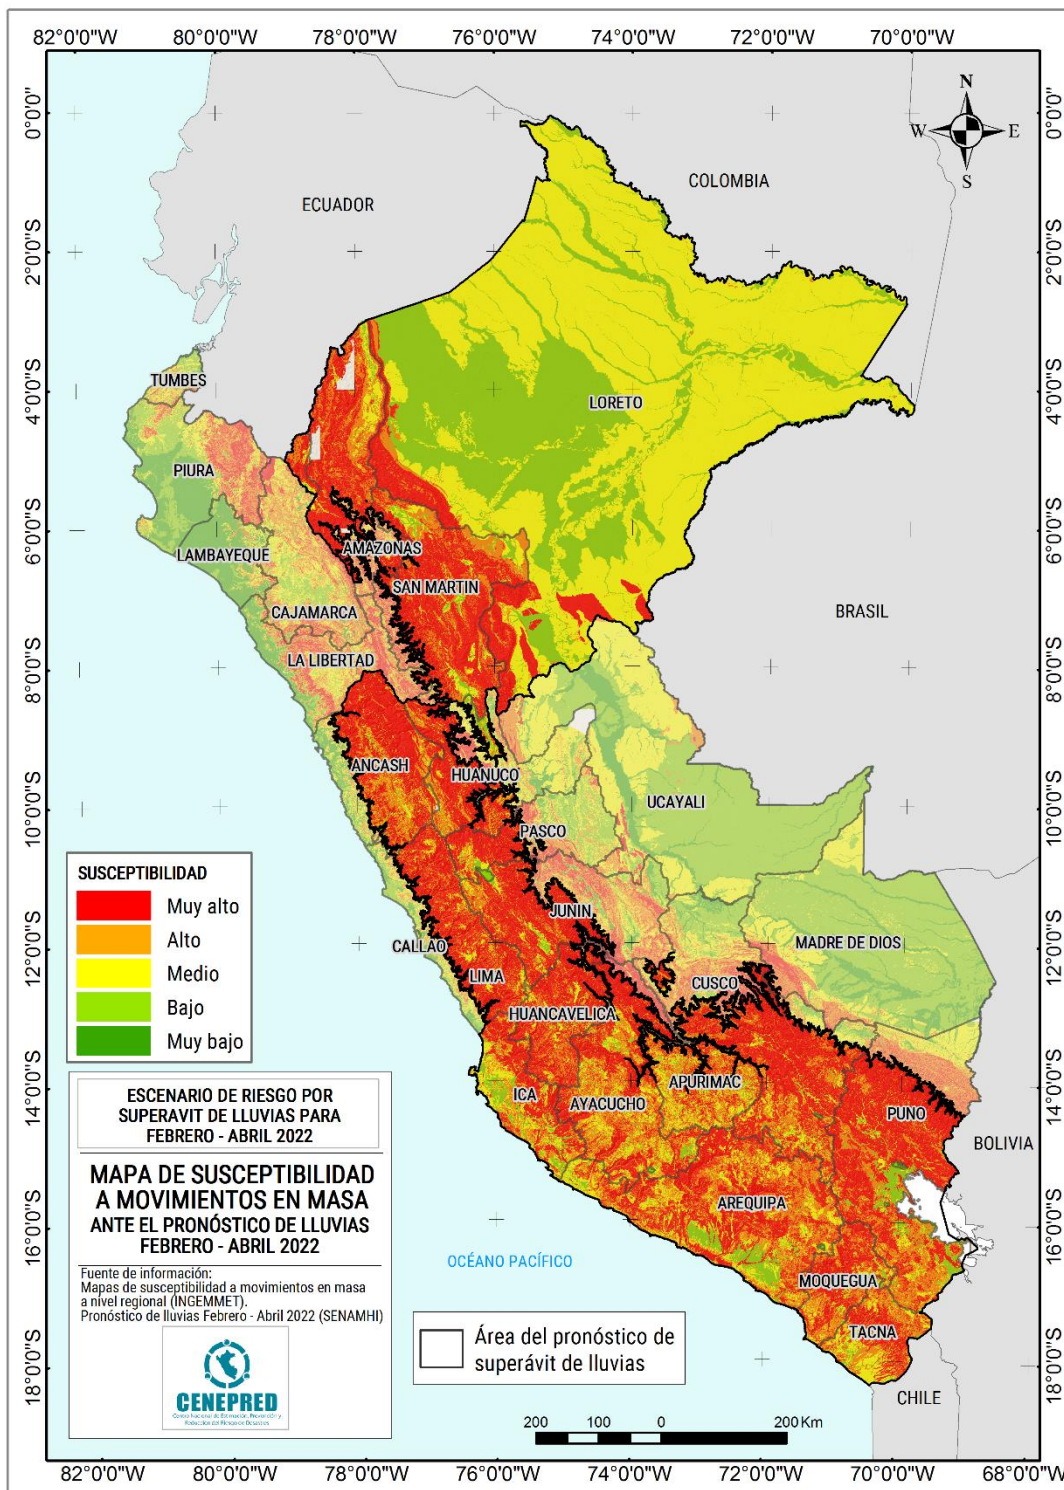 82°0'0"W 80°0'0"W 78°0'0"W 76°0'0"W 74°0'0"W 72°0'0"W 70°0'0"W
0°0'0"
2°0'0"S
4°0'0"S
6°0'0"S
8°0'0"S
10°0'0"S
12°0'0"S
14°0'0"S
16°0'0"S
18°0'0"S
0°0'0"
2°0'0"S
4°0'0"S
6°0'0"S
8°0'0"S
10°0'0"S
12°0'0"S
14°0'0"S
16°0'0"S
18°0'0"S
N
W E
S
COLOMBIA
ECUADOR
TUMBES
LORETO
PIURA
AMAZONAS
LAMBAYEQUE
SAN MARTIN
CAJAMARCA
BRASIL
LA LIBERTAD
ANCASH
HUANUCO
UCAYALI
PASCO
JUNIN
CALLAO
MADRE DE DIOS
LIMA
CUSCO
HUANCAVELICA
APURIMAC
ICA
AYACUCHO
PUNO
BOLIVIA
AREQUIPA
MOQUEGUA
TACNA
CHILE
OCÉANO PACÍFICO
SUSCEPTIBILIDAD
Muy alto
Alto
Medio
Bajo
Muy bajo
ESCENARIO DE RIESGO POR
SUPERAVIT DE LLUVIAS PARA
FEBRERO - ABRIL 2022
MAPA DE SUSCEPTIBILIDAD
A MOVIMIENTOS EN MASA
ANTE EL PRONÓSTICO DE LLUVIAS
FEBRERO - ABRIL 2022
Fuente de información:
Mapas de susceptibilidad a movimientos en masa
a nivel regional (INGEMMET).
Pronóstico de lluvias Febrero - Abril 2022 (SENAMHI)
CENEPRED
Centro Nacional de Estimación, Prevención y
Reducción del Riesgo de Desastres
Área del pronóstico de
superávit de lluvias
200 100 0 200 Km
82°0'0"W 80°0'0"W 78°0'0"W 76°0'0"W 74°0'0"W 72°0'0"W 70°0'0"W 68°0'0"W